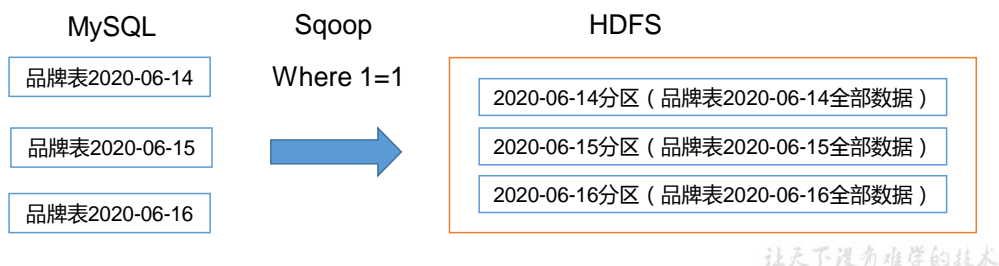 MySQL
Sqoop
HDFS
品牌表2020-06-14
Where 1=1
2020-06-14分区（品牌表2020-06-14全部数据）
品牌表2020-06-15
2020-06-15分区（品牌表2020-06-15全部数据）
品牌表2020-06-16
2020-06-16分区（品牌表2020-06-16全部数据）
让天下没有难学的技术